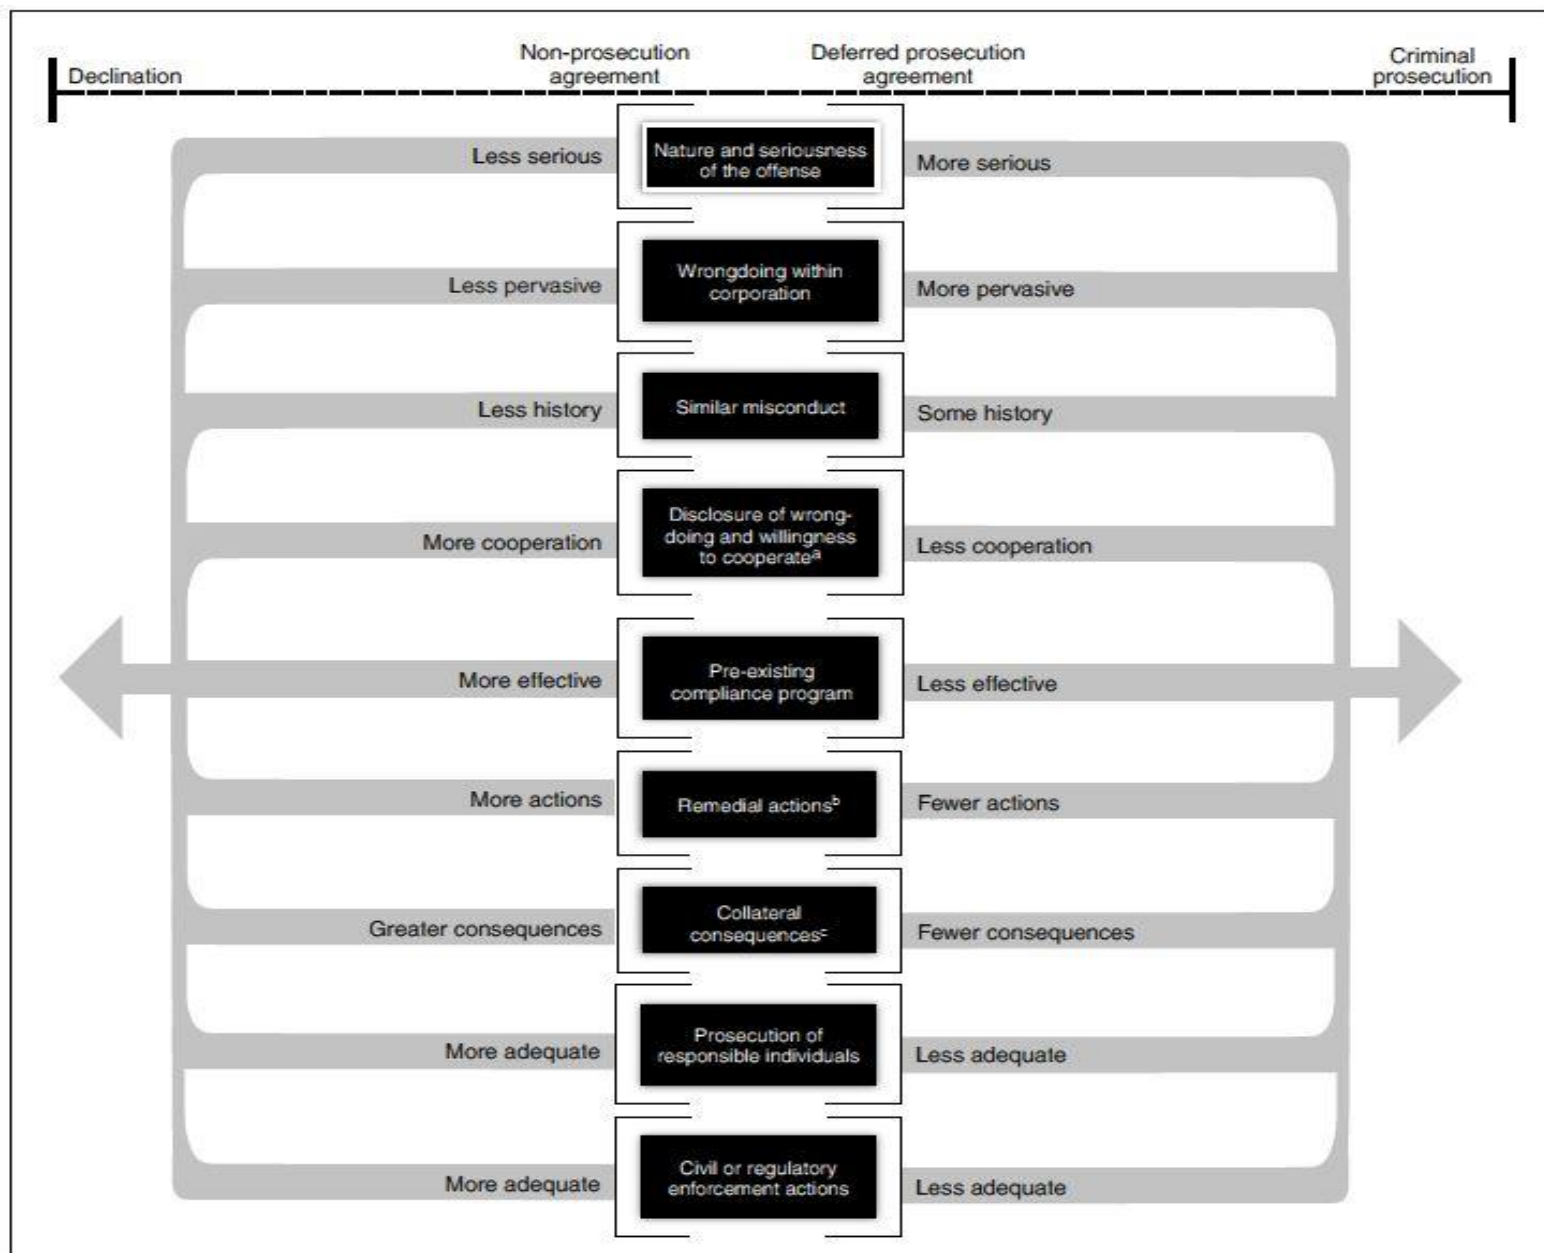 Declination
Non-prosecution
agreement
Deferred prosecution
agreement
Criminal
prosecution
Less serious
Nature and seriousness
of the offense
More serious
Less pervasive
Wrongdoing within
corporation
More pervasive
Less history
Similar misconduct
Some history
More cooperation
Disclosure of wrong-
doing and willingness
to cooperateᵃ
Less cooperation
More effective
Pre-existing
compliance program
Less effective
More actions
Remedial actionsᵇ
Fewer actions
Greater consequences
Collateral
consequencesᶜ
Fewer consequences
More adequate
Prosecution of
responsible individuals
Less adequate
More adequate
Civil or regulatory
enforcement actions
Less adequate